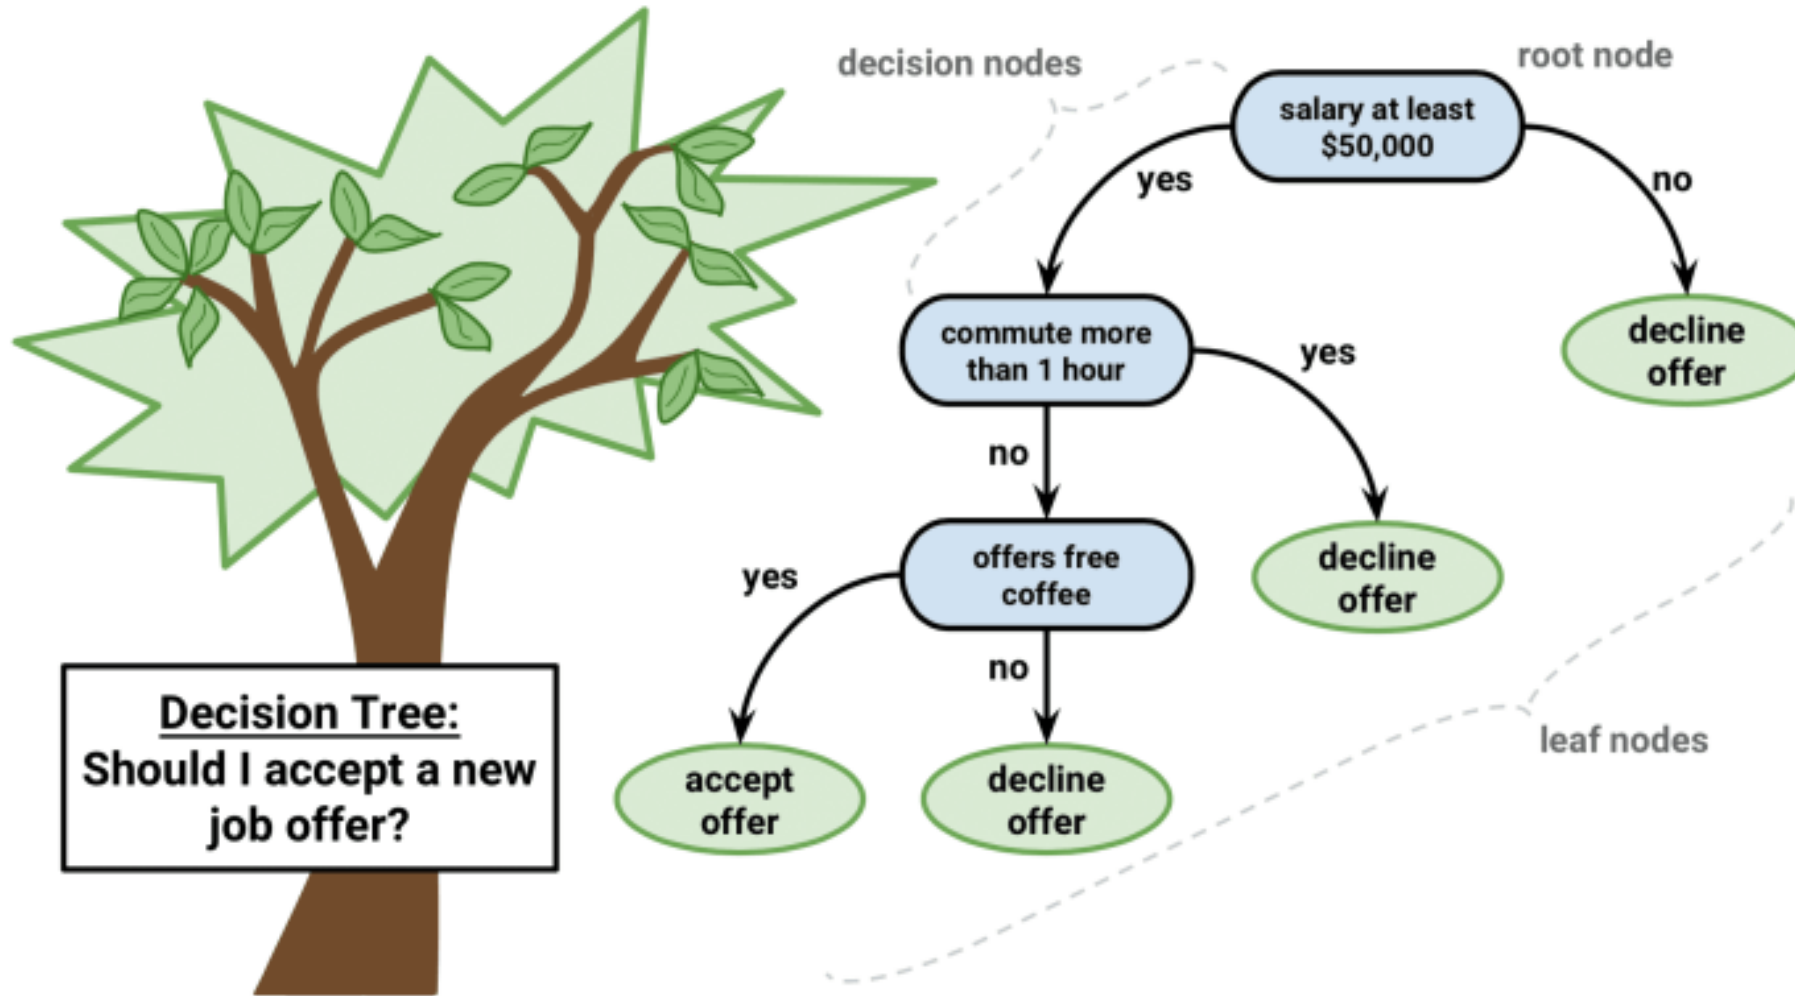 decision nodes
root node
salary at least
$50,000
yes
no
commute more
than 1 hour
yes
decline
offer
no
offers free
coffee
decline
offer
yes
no
accept
offer
decline
offer
leaf nodes
Decision Tree:
Should I accept a new
job offer?